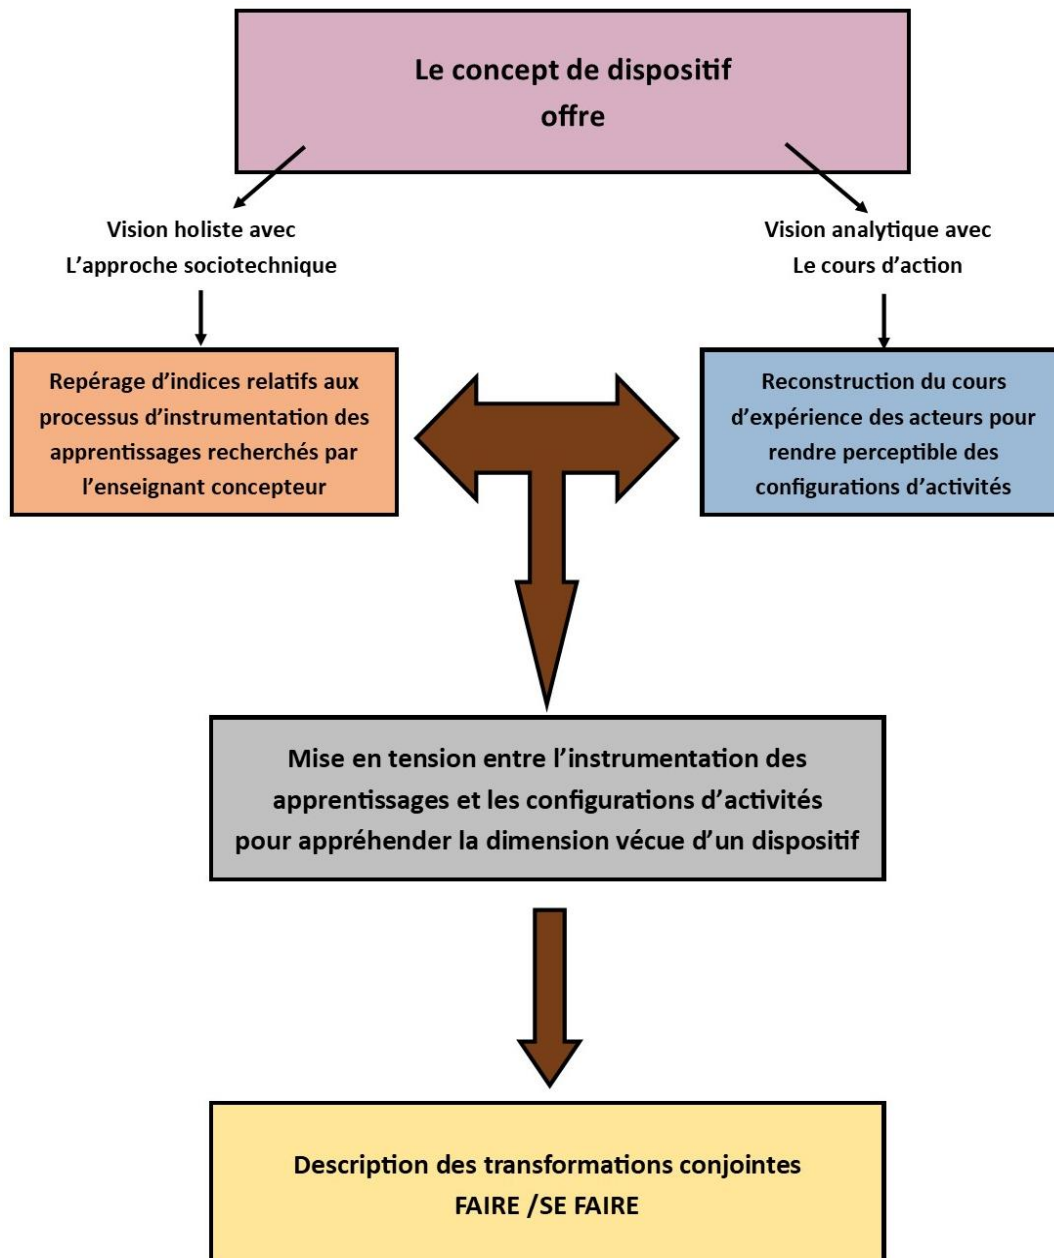 Le concept de dispositif
offre
Vision holiste avec
L’approche sociotechnique
Vision analytique avec
Le cours d’action
Repérage d’indices relatifs aux
processus d’instrumentation des
apprentissages recherchés par
l’enseignant concepteur
Reconstruction du cours
d’expérience des acteurs pour
rendre perceptible des
configurations d’activités
Mise en tension entre l’instrumentation des
apprentissages et les configurations d’activités
pour appréhender la dimension vécue d’un dispositif
Description des transformations conjointes
FAIRE /SE FAIRE